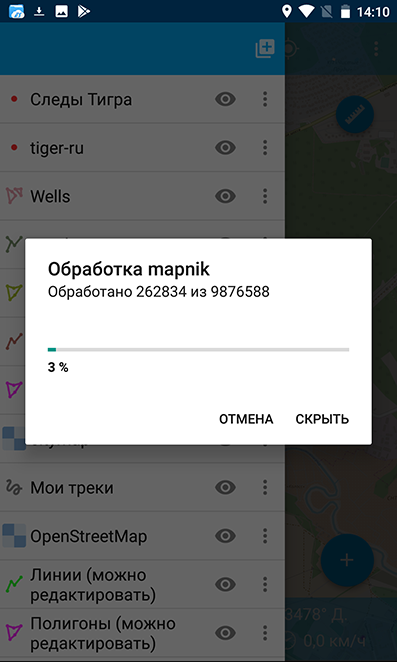 14:10
Следы Тигра
tiger-ru
Wells
Обработка mapnik
Обработано 262834 из 9876588
3 %
ОТМЕНА
СКРЫТЬ
Мои треки
OpenStreetMap
Линии (можно
редактировать)
Полигоны (можно
редактировать)
3478" Д
0,0 км/ч